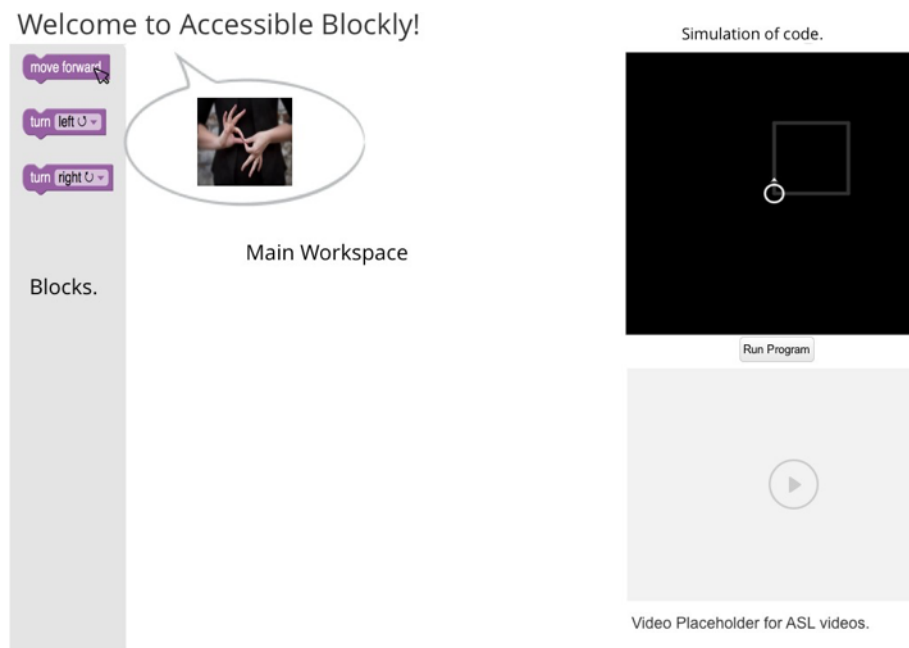 Welcome to Accessible Blockly!
Simulation of code.
move forward
turn left
turn right
Main Workspace
Blocks.
Run Program
Video Placeholder for ASL videos.